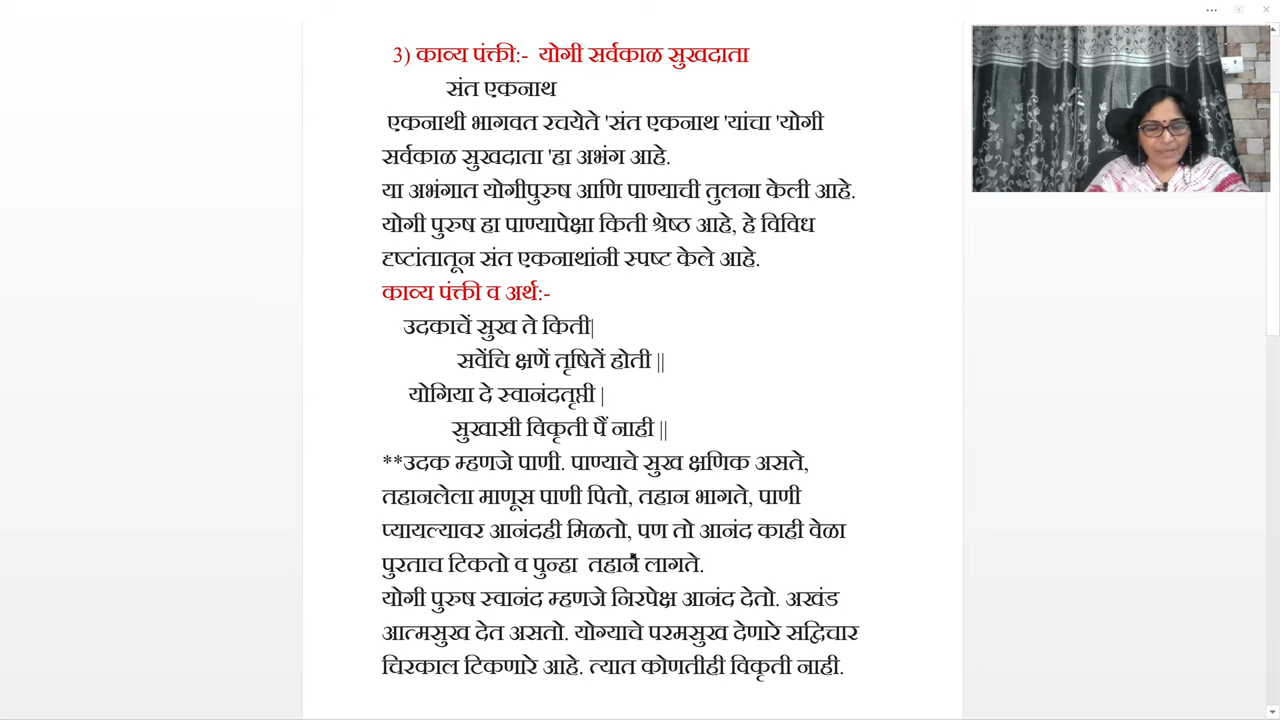 3) काव्य पंक्ती:- योगी सर्वकाळ सुखदाता
संत एकनाथ
एकनाथी भागवत रचयेते 'संत एकनाथ 'यांचा 'योगी
सर्वकाळ सुखदाता 'हा अभंग आहे.
या अभंगात योगीपुरुष आणि पाण्याची तुलना केली आहे.
योगी पुरुष हा पाण्यापेक्षा किती श्रेष्ठ आहे, हे विविध
दृष्टांतातून संत एकनाथांनी स्पष्ट केले आहे.
काव्य पंक्ती व अर्थ:-
उदकाचें सुख ते किती|
सवेंचि क्षणें तृषितें होती ||
योगिया दे स्वानंदतृप्ती |
सुखासी विकृती पैं नाही ||
**उदक म्हणजे पाणी. पाण्याचे सुख क्षणिक असते,
तहानलेला माणूस पाणी पितो, तहान भागते, पाणी
प्यायल्यावर आनंदही मिळतो, पण तो आनंद काही वेळा
पुरताच टिकतो व पुन्हा तहान लागते.
योगी पुरुष स्वानंद म्हणजे निरपेक्ष आनंद देतो. अखंड
आत्मसुख देत असतो. योग्याचे परमसुख देणारे सद्विचार
चिरकाल टिकणारे आहे. त्यात कोणतीही विकृती नाही.